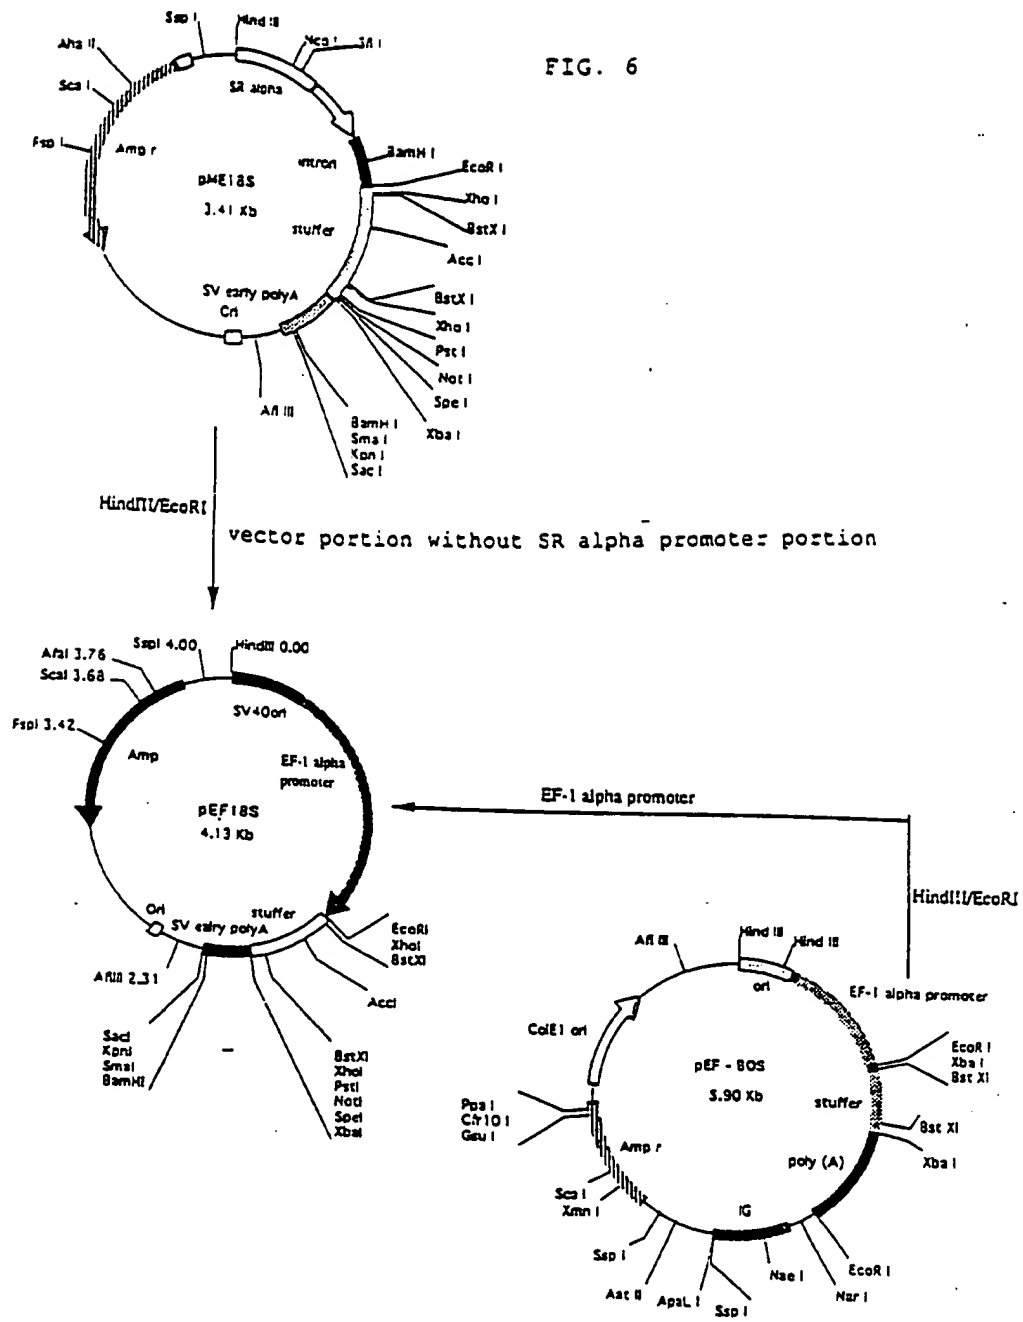 FIG. 6
Ssp I
Hind III
Nco I
Sfi I
Aha II
Sca I
Fsp I
Amp r
SR alpha
intron
BamH I
EcoR I
Xho I
BstX I
pME18S
3.41 Kb
stuffer
Acc I
SV early polyA
Ori
BstX I
Xho I
Pst I
Not I
Spe I
Xba I
Afl III
BamH I
Sma I
Kpn I
Sac I
HindIII/EcoRI
vector portion without SR alpha promoter portion
SspI 4.00
HindIII 0.00
AfaI 3.76
ScaI 3.68
FspI 3.42
Amp
SV40ori
EF-1 alpha
promoter
pEF18S
4.13 Kb
EF-1 alpha promoter
HindIII/EcoRI
Ori
SV ealry polyA
stuffer
EcoRI
XhoI
BstXI
AflIII 2.31
AccI
SacI
KpnI
SmaI
BamHI
BstXI
XhoI
PstI
NotI
SpeI
XbaI
Afl III
Hind III
Hind III
ori
EF-1 alpha promoter
ColE1 ori
pEF - BOS
5.90 Kb
EcoR I
Xba I
Bst XI
stuffer
Bst XI
Xba I
Ppa I
Cfr10 I
Gsu I
Amp r
poly (A)
Sca I
Xmn I
IG
Ssp I
Aat II
ApaL I
Ssp I
Nae I
Nar I
EcoR I